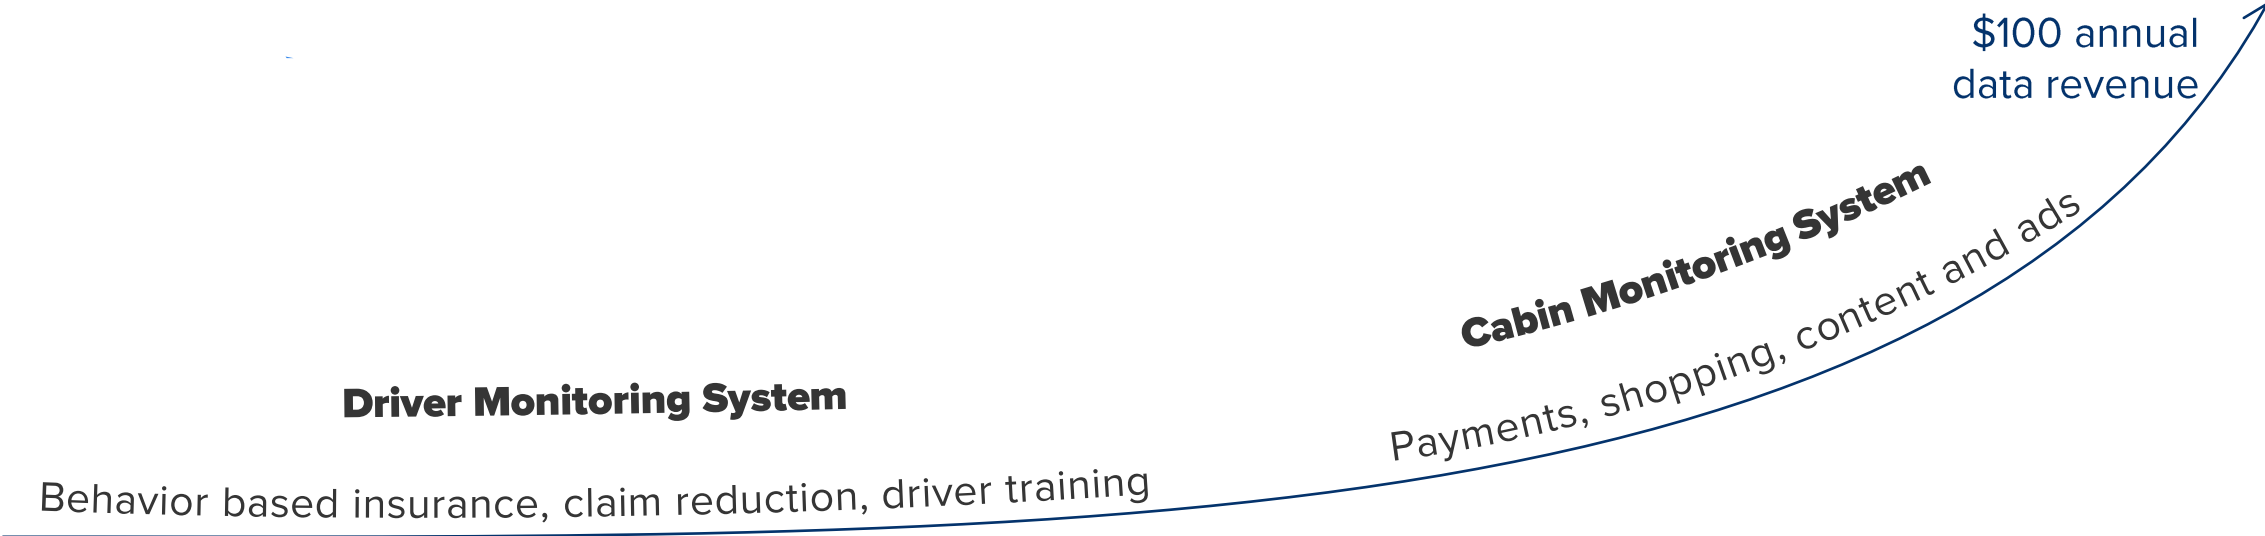 $100 annual
data revenue
Cabin Monitoring System
Payments, shopping, content and ads
Driver Monitoring System
Behavior based insurance, claim reduction, driver training